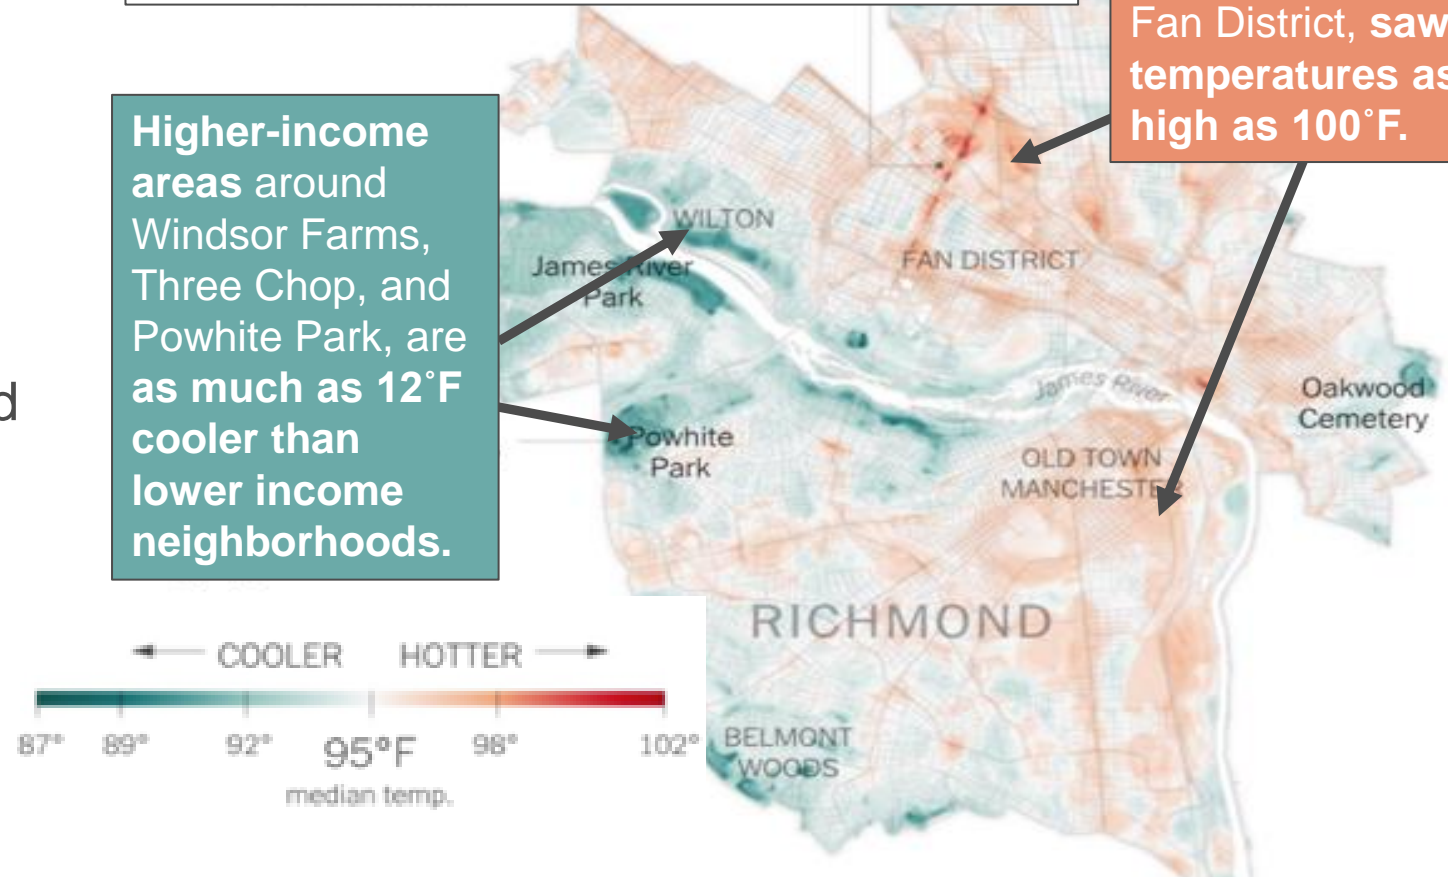 Fan District, saw
temperatures as
high as 100˚F.
Higher-income
areas around
Windsor Farms,
Three Chop, and
Powhite Park, are
as much as 12˚F
cooler than
lower income
neighborhoods.
d
WILTON
James River
Park
FAN DISTRICT
James River
Oakwood
Cemetery
Powhite
Park
OLD TOWN
MANCHESTER
RICHMOND
BELMONT
WOODS
COOLER HOTTER
87° 89° 92° 95°F 98° 102°
median temp.